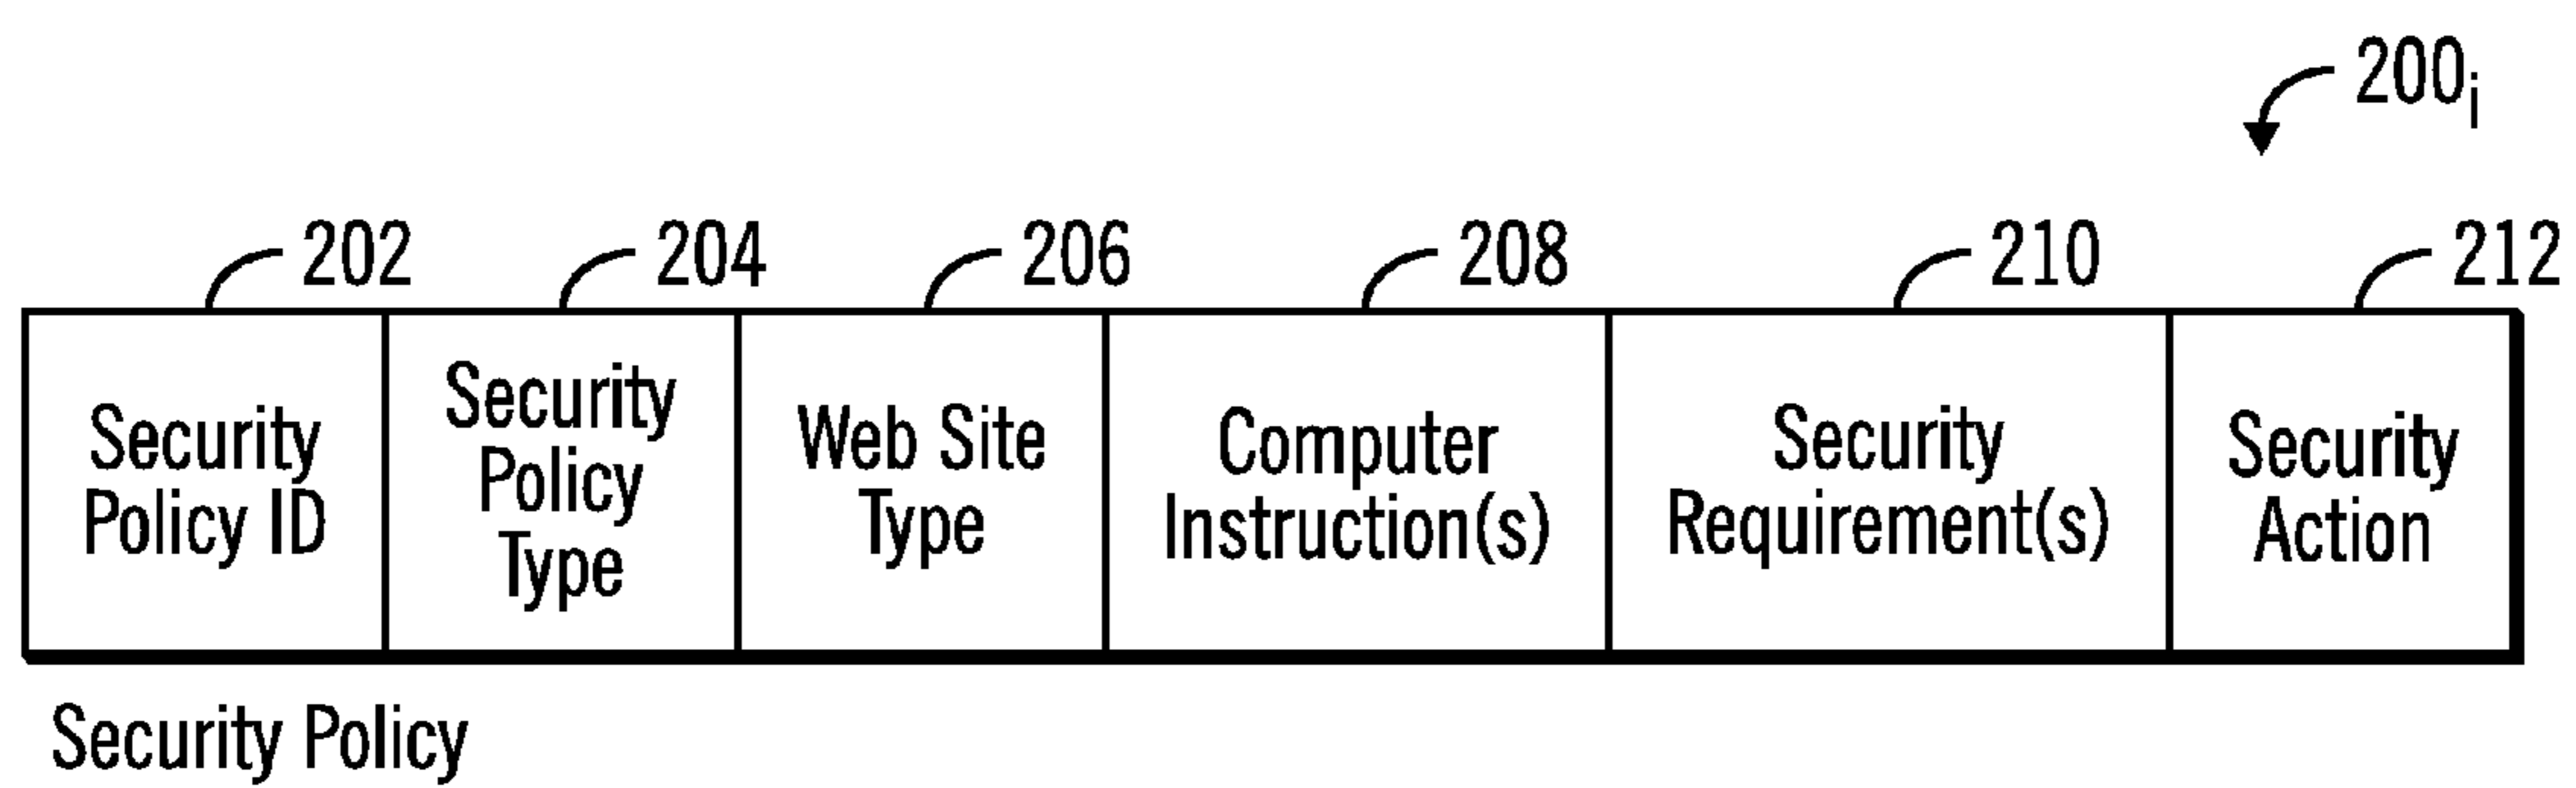 200i
202 204 206 208 210 212
Security
Policy ID
Security
Policy
Type
Web Site
Type
Computer
Instruction(s)
Security
Requirement(s)
Security
Action
Security Policy